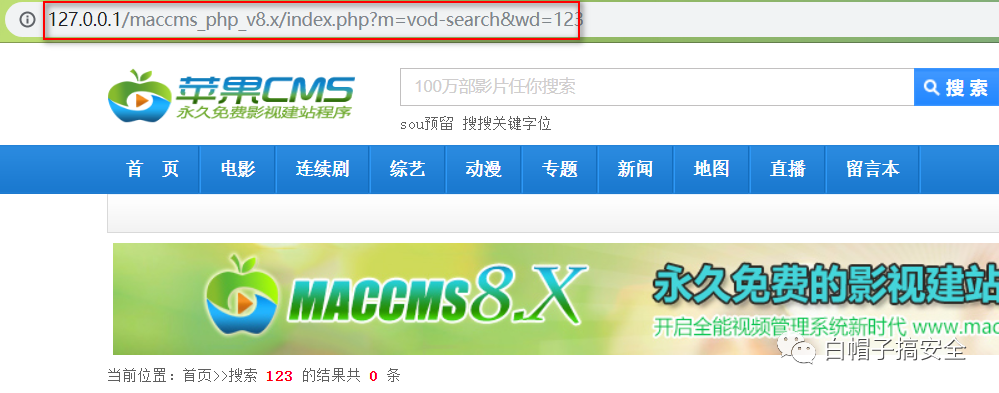 127.0.0.1/maccms_php_v8.x/index.php?m=vod-search&wd=123
苹果CMS
永久免费影视建站程序
100万部影片任你搜索
搜 索
sou预留 搜搜关键字位
首 页 电影 连续剧 综艺 动漫 专题 新闻 地图 直播 留言本
MACCMS8.X
永久免费的影视建站
开启全能视频管理系统新时代 www.mac
白帽子搞安全
当前位置：首页>>搜索 123 的结果共 0 条